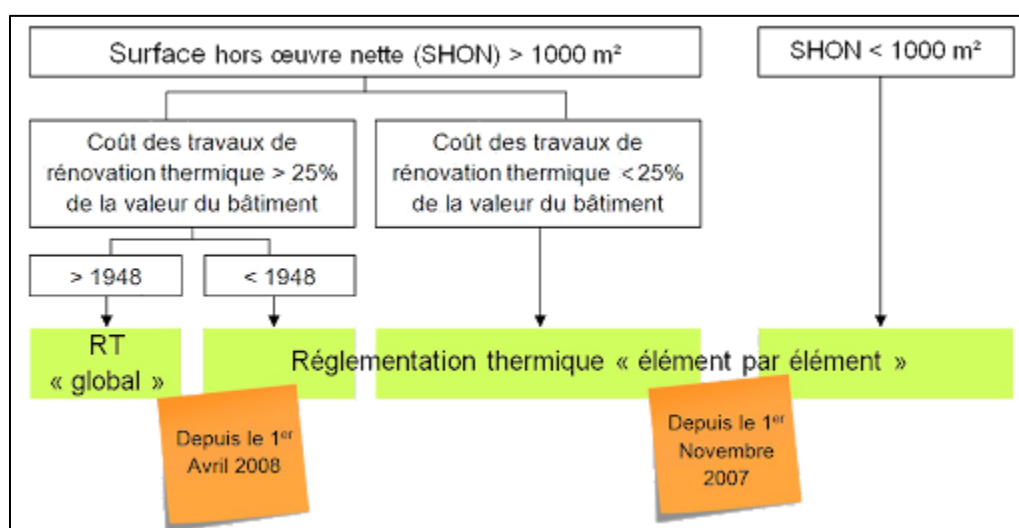 Surface hors œuvre nette (SHON) > 1000 m²
SHON < 1000 m²
Coût des travaux de
rénovation thermique > 25%
de la valeur du bâtiment
Coût des travaux de
rénovation thermique < 25%
de la valeur du bâtiment
> 1948
< 1948
RT
« global »
Réglementation thermique « élément par élément »
Depuis le 1er
Avril 2008
Depuis le 1er
Novembre
2007